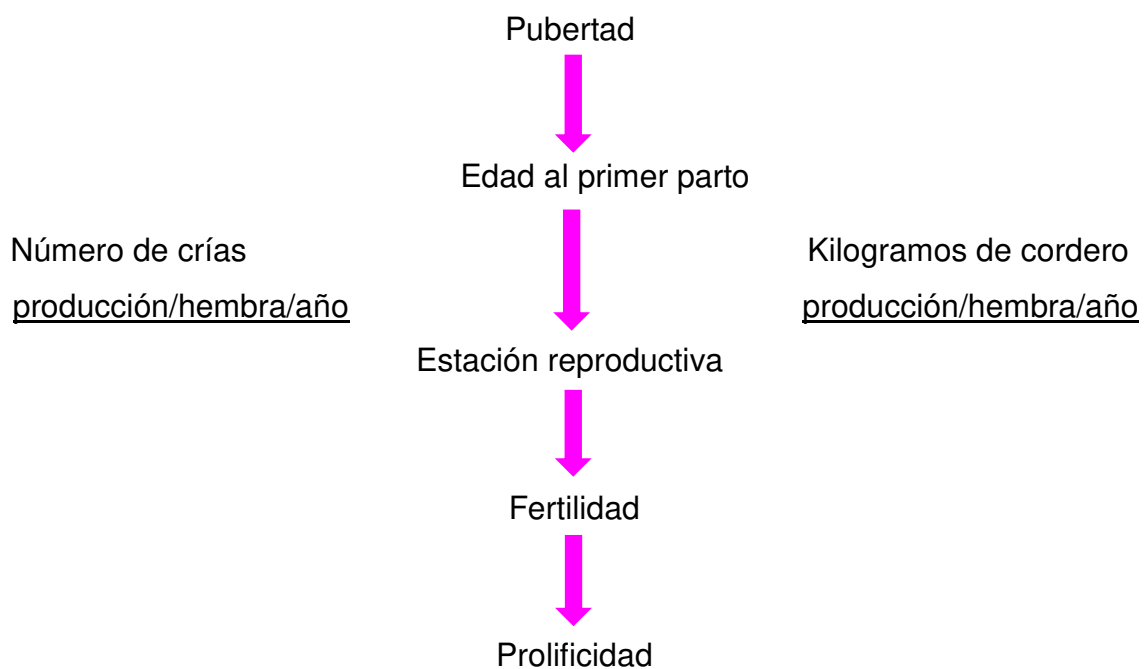 Pubertad
Edad al primer parto
Número de crías
producción/hembra/año
Kilogramos de cordero
producción/hembra/año
Estación reproductiva
Fertilidad
Prolificidad